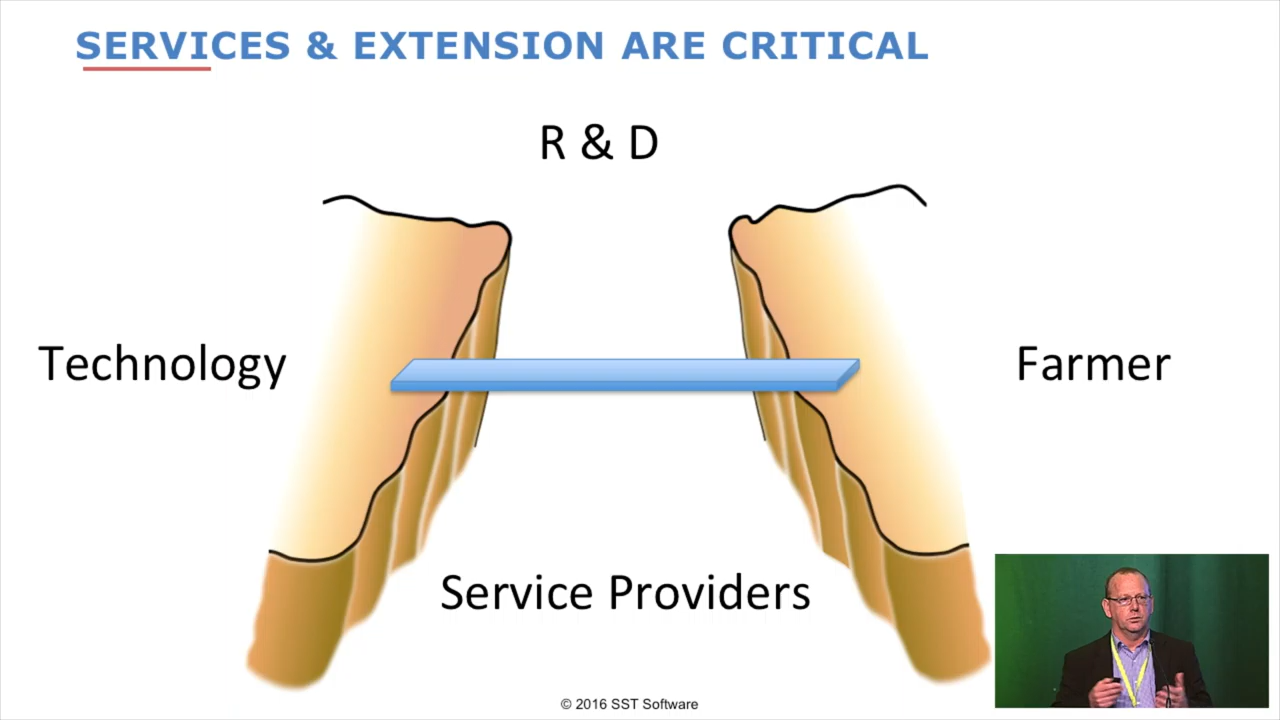 SERVICES & EXTENSION ARE CRITICAL
R & D
Technology
Farmer
Service Providers
© 2016 SST Software